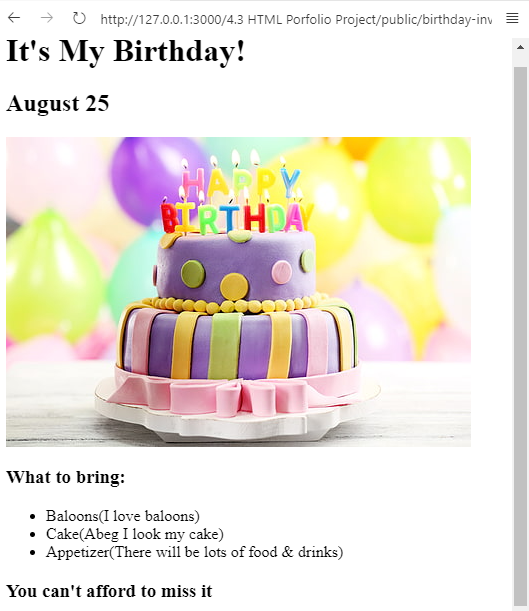 http://127.0.0.1:3000/4.3 HTML Porfolio Project/public/birthday-inv
It's My Birthday!
August 25
HAPPY
BIRTHDAY
What to bring:
Baloons(I love baloons)
Cake(Abeg I look my cake)
Appetizer(There will be lots of food & drinks)
You can't afford to miss it